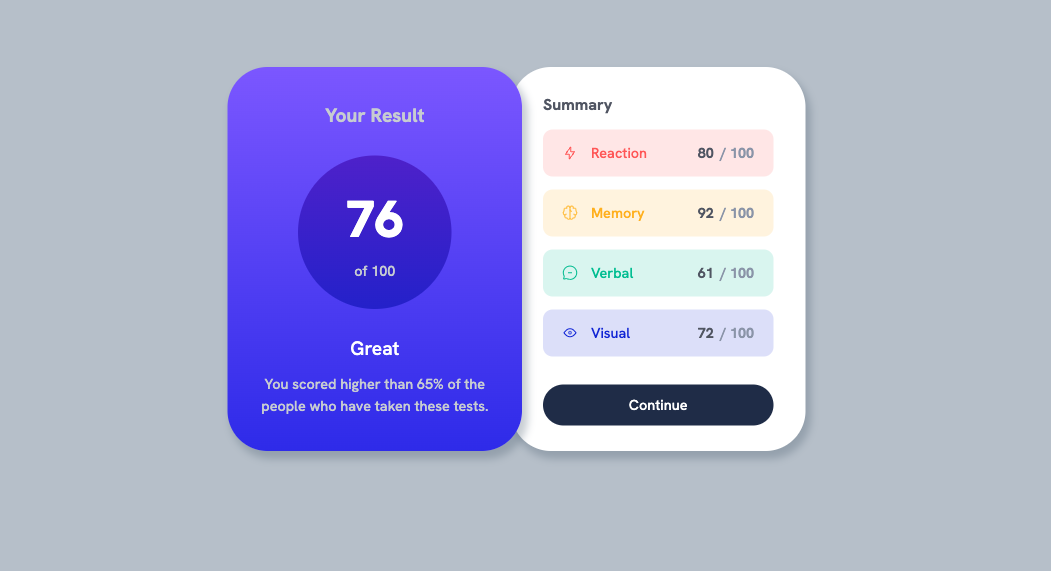 Your Result
76
of 100
Great
You scored higher than 65% of the
people who have taken these tests.
Summary
Reaction 80 / 100
Memory 92 / 100
Verbal 61 / 100
Visual 72 / 100
Continue